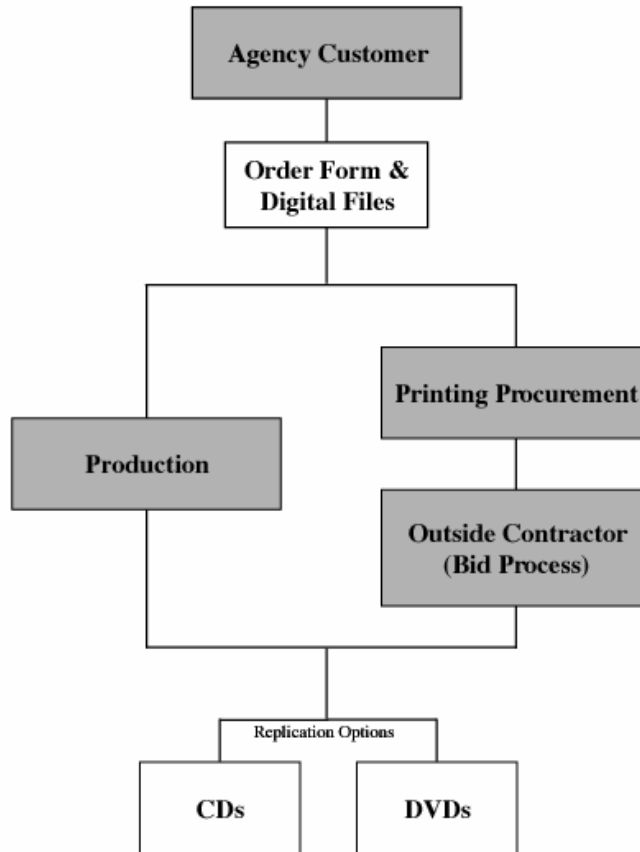 Agency Customer
Order Form &
Digital Files
Printing Procurement
Production
Outside Contractor
(Bid Process)
Replication Options
CDs
DVDs